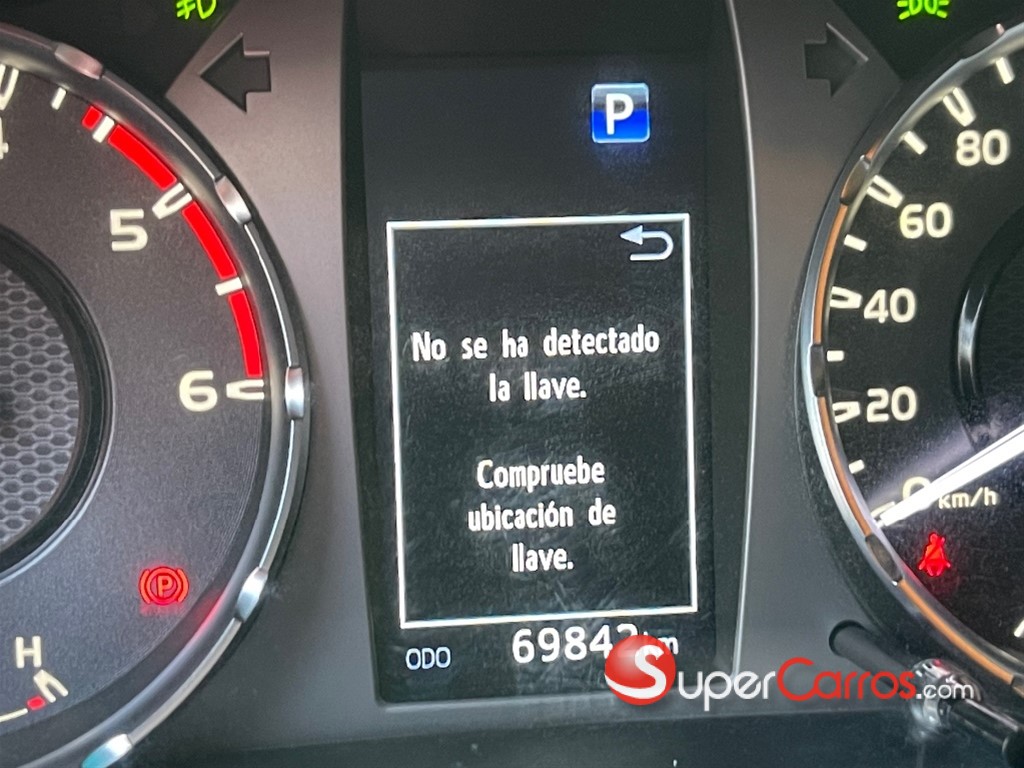 P
No se ha detectado
la llave.
Compruebe
ubicación de
llave.
ODO
5
6
H
P
80
60
40
20
0
km/h
SuperCarros.com